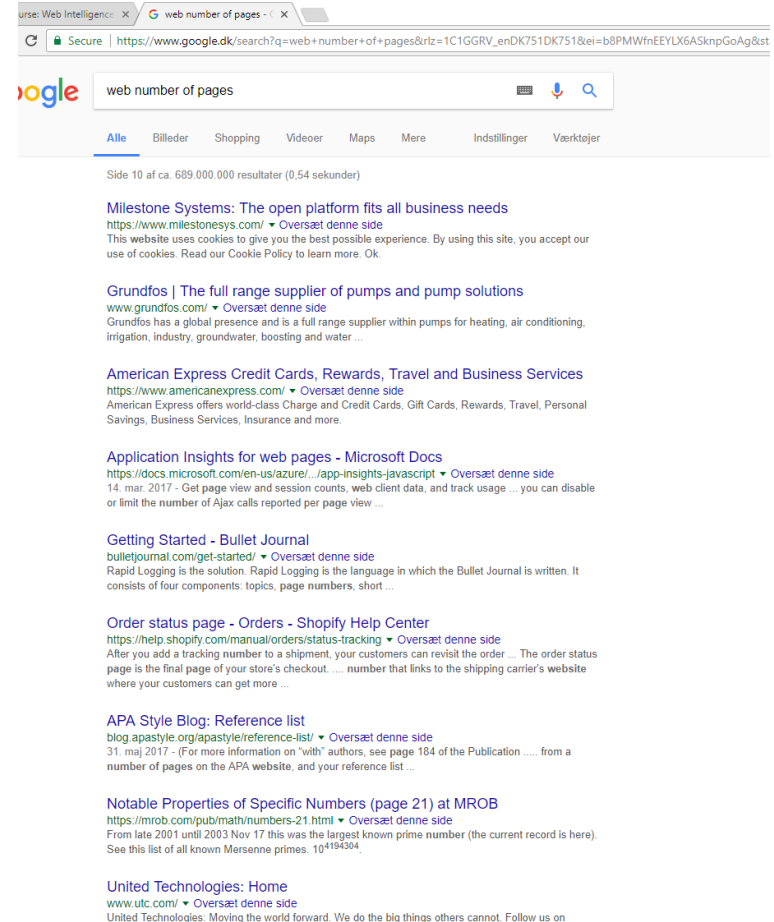 urse: Web Intelligence
web number of pages - G
Secure | https://www.google.dk/search?q=web+number+of+pages&rlz=1C1GGRV_enDK751DK751&ei=b8PMWfnEEYLX6ASknpGoAg&st
ogle
web number of pages
Alle Billeder Shopping Videoer Maps Mere Indstillinger Værktøjer
Side 10 af ca. 689.000.000 resultater (0,54 sekunder)
Milestone Systems: The open platform fits all business needs
https://www.milestonesys.com/ ▾ Oversæt denne side
This website uses cookies to give you the best possible experience. By using this site, you accept our
use of cookies. Read our Cookie Policy to learn more. Ok.
Grundfos | The full range supplier of pumps and pump solutions
www.grundfos.com/ ▾ Oversæt denne side
Grundfos has a global presence and is a full range supplier within pumps for heating, air conditioning,
irrigation, industry, groundwater, boosting and water ...
American Express Credit Cards, Rewards, Travel and Business Services
https://www.americanexpress.com/ ▾ Oversæt denne side
American Express offers world-class Charge and Credit Cards, Gift Cards, Rewards, Travel, Personal
Savings, Business Services, Insurance and more.
Application Insights for web pages - Microsoft Docs
https://docs.microsoft.com/en-us/azure/.../app-insights-javascript ▾ Oversæt denne side
14. mar. 2017 - Get page view and session counts, web client data, and track usage ... you can disable
or limit the number of Ajax calls reported per page view ...
Getting Started - Bullet Journal
bulletjournal.com/get-started/ ▾ Oversæt denne side
Rapid Logging is the solution. Rapid Logging is the language in which the Bullet Journal is written. It
consists of four components: topics, page numbers, short ...
Order status page - Orders - Shopify Help Center
https://help.shopify.com/manual/orders/status-tracking ▾ Oversæt denne side
After you add a tracking number to a shipment, your customers can revisit the order ... The order status
page is the final page of your store's checkout. .... number that links to the shipping carrier's website
where your customers can get more ...
APA Style Blog: Reference list
blog.apastyle.org/apastyle/reference-list/ ▾ Oversæt denne side
31. maj 2017 - (For more information on “with” authors, see page 184 of the Publication ..... from a
number of pages on the APA website, and your reference list ...
Notable Properties of Specific Numbers (page 21) at MROB
https://mrob.com/pub/math/numbers-21.html ▾ Oversæt denne side
From late 2001 until 2003 Nov 17 this was the largest known prime number (the current record is here).
See this list of all known Mersenne primes. 10^4194304.
United Technologies: Home
www.utc.com/ ▾ Oversæt denne side
United Technologies: Moving the world forward. We do the big things others cannot. Follow us on